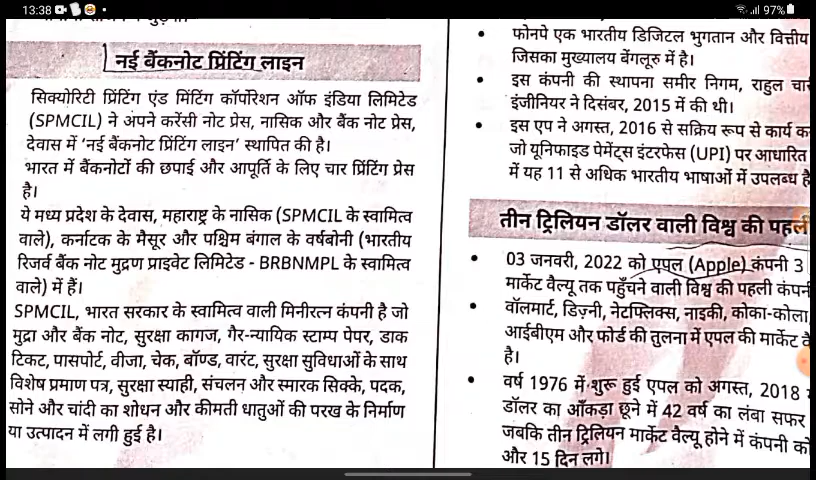 13:38
97%
नई बैंकनोट प्रिंटिंग लाइन
सिक्योरिटी प्रिंटिंग एंड मिंटिंग कॉर्पोरेशन ऑफ इंडिया लिमिटेड
(SPMCIL) ने अपने करेंसी नोट प्रेस, नासिक और बैंक नोट प्रेस,
देवास में ‘नई बैंकनोट प्रिंटिंग लाइन’ स्थापित की है।
भारत में बैंकनोटों की छपाई और आपूर्ति के लिए चार प्रिंटिंग प्रेस
है।
ये मध्य प्रदेश के देवास, महाराष्ट्र के नासिक (SPMCIL के स्वामित्व
वाले), कर्नाटक के मैसूर और पश्चिम बंगाल के वर्षबोनी (भारतीय
रिजर्व बैंक नोट मुद्रण प्राइवेट लिमिटेड - BRBNMPL के स्वामित्व
वाले) में हैं।
SPMCIL, भारत सरकार के स्वामित्व वाली मिनीरत्न कंपनी है जो
मुद्रा और बैंक नोट, सुरक्षा कागज, गैर-न्यायिक स्टाम्प पेपर, डाक
टिकट, पासपोर्ट, वीजा, चेक, बॉण्ड, वारंट, सुरक्षा सुविधाओं के साथ
विशेष प्रमाण पत्र, सुरक्षा स्याही, संचलन और स्मारक सिक्के, पदक,
सोने और चांदी का शोधन और कीमती धातुओं की परख के निर्माण
या उत्पादन में लगी हुई है।
• फोनपे एक भारतीय डिजिटल भुगतान और वित्तीय
जिसका मुख्यालय बेंगलूरु में है।
• इस कंपनी की स्थापना समीर निगम, राहुल
इंजीनियर ने दिसंबर, 2015 में की थी।
• इस एप ने अगस्त, 2016 से सक्रिय रूप से कार्य
जो यूनिफाइड पेमेंट्स इंटरफेस (UPI) पर आधारित
में यह 11 से अधिक भारतीय भाषाओं में उपलब्ध
तीन ट्रिलियन डॉलर वाली विश्व की
• 03 जनवरी, 2022 को एपल (Apple) कंपनी 3
मार्केट वैल्यू तक पहुँचने वाली विश्व की पहली
• वॉलमार्ट, डिज़्नी, नेटफ्लिक्स, नाइकी, कोका-कोला
आईबीएम और फोर्ड की तुलना में एपल की मार्केट
है।
• वर्ष 1976 में शुरू हुई एपल को अगस्त, 2018
डॉलर का आँकड़ा छूने में 42 वर्ष का लंबा सफर
जबकि तीन ट्रिलियन मार्केट वैल्यू होने में कंपनी
और 15 दिन लगे।